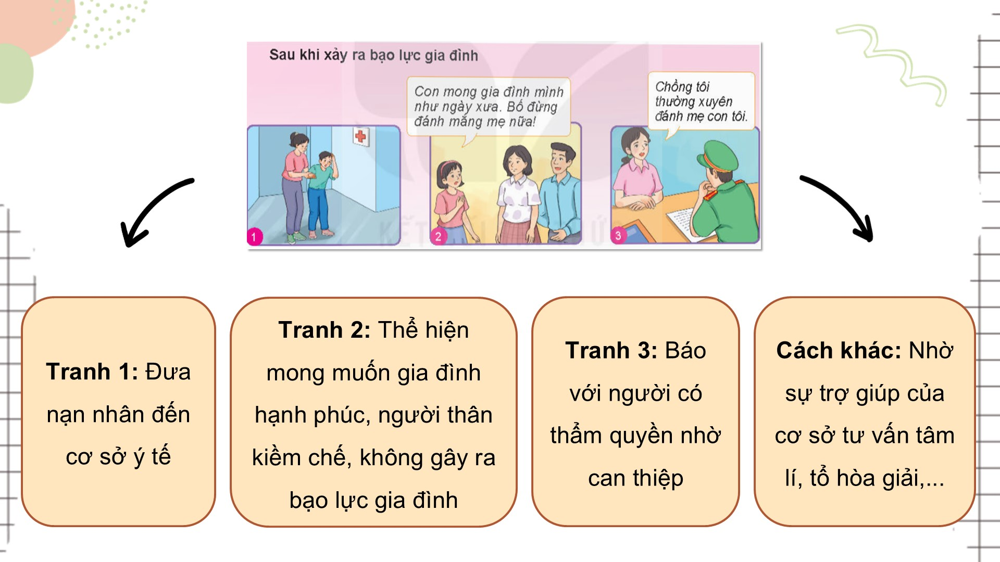 Sau khi xảy ra bạo lực gia đình
Con mong gia đình mình
như ngày xưa. Bố đừng
đánh mắng mẹ nữa!
Chồng tôi
thường xuyên
đánh mẹ con tôi.
1
2
3
Tranh 1: Đưa
nạn nhân đến
cơ sở ý tế
Tranh 2: Thể hiện
mong muốn gia đình
hạnh phúc, người thân
kiềm chế, không gây ra
bạo lực gia đình
Tranh 3: Báo
với người có
thẩm quyền nhờ
can thiệp
Cách khác: Nhờ
sự trợ giúp của
cơ sở tư vấn tâm
lí, tổ hòa giải,...